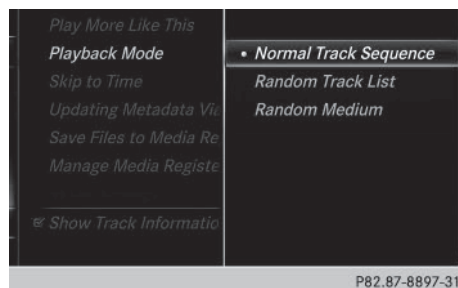 Play More Like This
Playback Mode
Skip to Time
Updating Metadata Via
Save Files to Media Re
Manage Media Registe
Show Track Informatio
• Normal Track Sequence
Random Track List
Random Medium
P82.87-8897-31